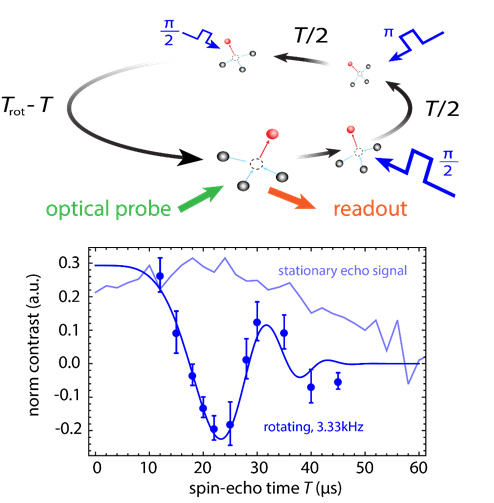 π/2
T/2
π
T_rot - T
T/2
π/2
optical probe
readout
norm contrast (a.u.)
0.3
0.2
0.1
0.0
-0.1
-0.2
stationary echo signal
rotating, 3.33kHz
0 10 20 30 40 50 60
spin-echo time T (μs)